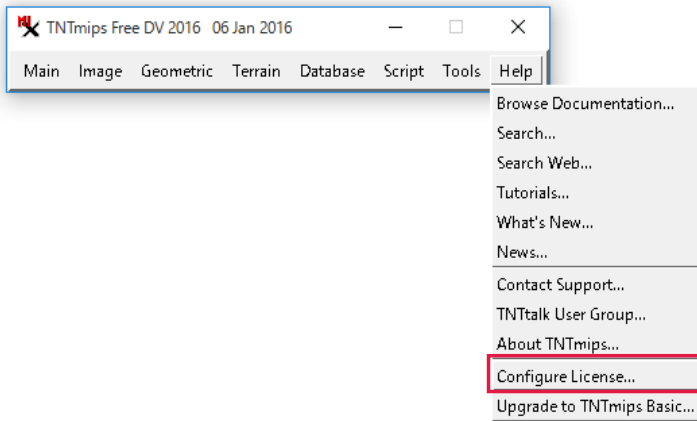 TNTmips Free DV 2016 06 Jan 2016
Main Image Geometric Terrain Database Script Tools Help
Browse Documentation...
Search...
Search Web...
Tutorials...
What's New...
News...
Contact Support...
TNTtalk User Group...
About TNTmips...
Configure License...
Upgrade to TNTmips Basic...